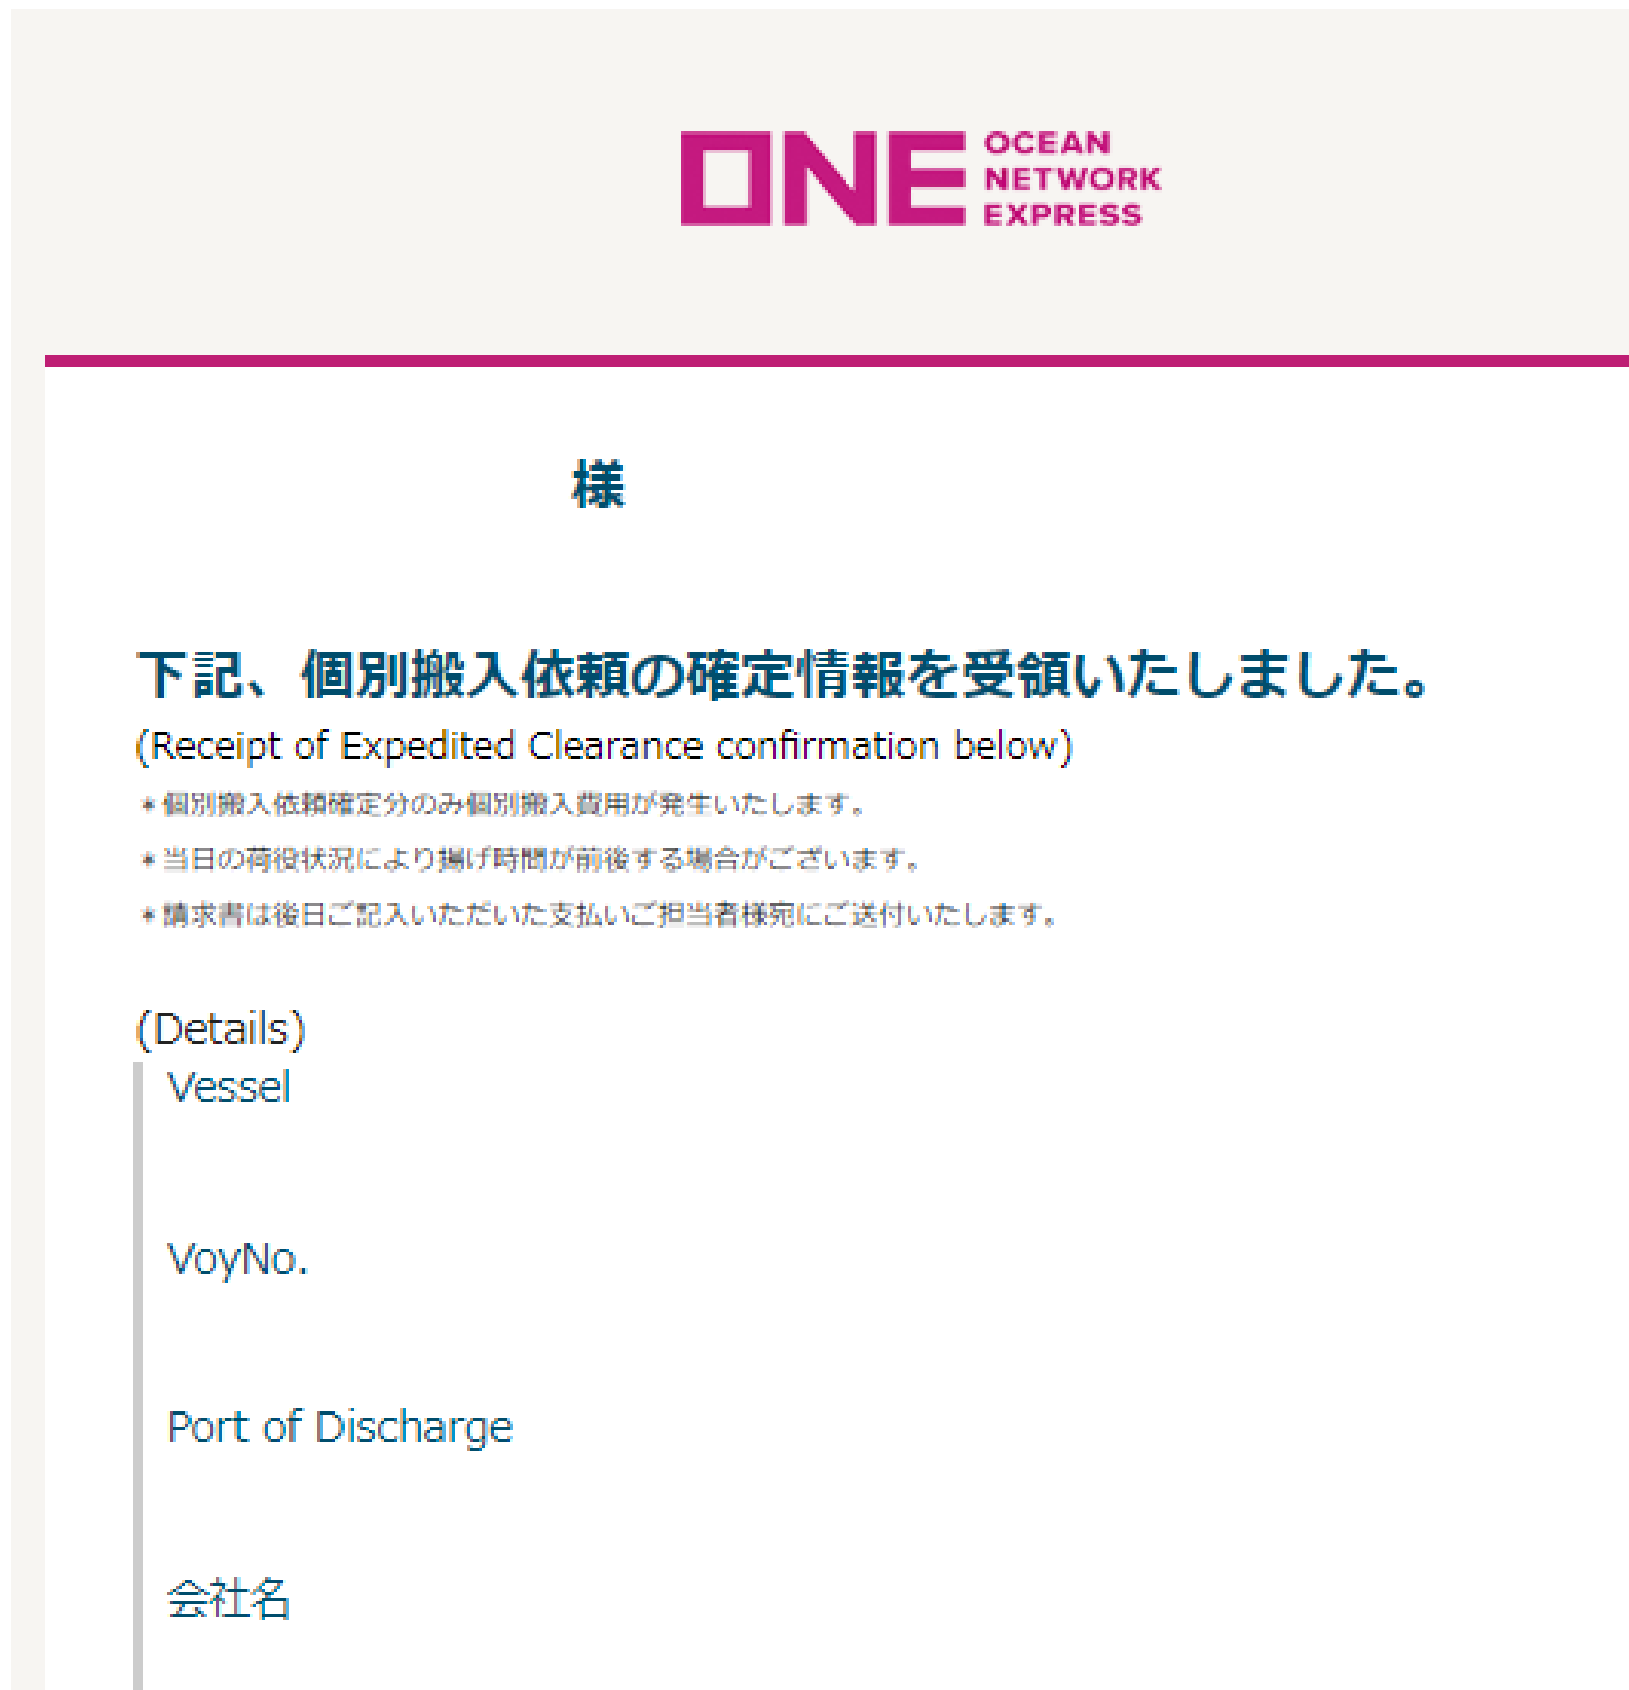 ONE OCEAN
NETWORK
EXPRESS
様
下記、個別搬入依頼の確定情報を受領いたしました。
(Receipt of Expedited Clearance confirmation below)
*個別搬入依頼確定分のみ個別搬入費用が発生いたします。
*当日の荷役状況により揚げ時間が前後する場合がございます。
*請求書は後日ご記入いただいた支払いご担当者様宛にご送付いたします。
(Details)
Vessel
VoyNo.
Port of Discharge
会社名